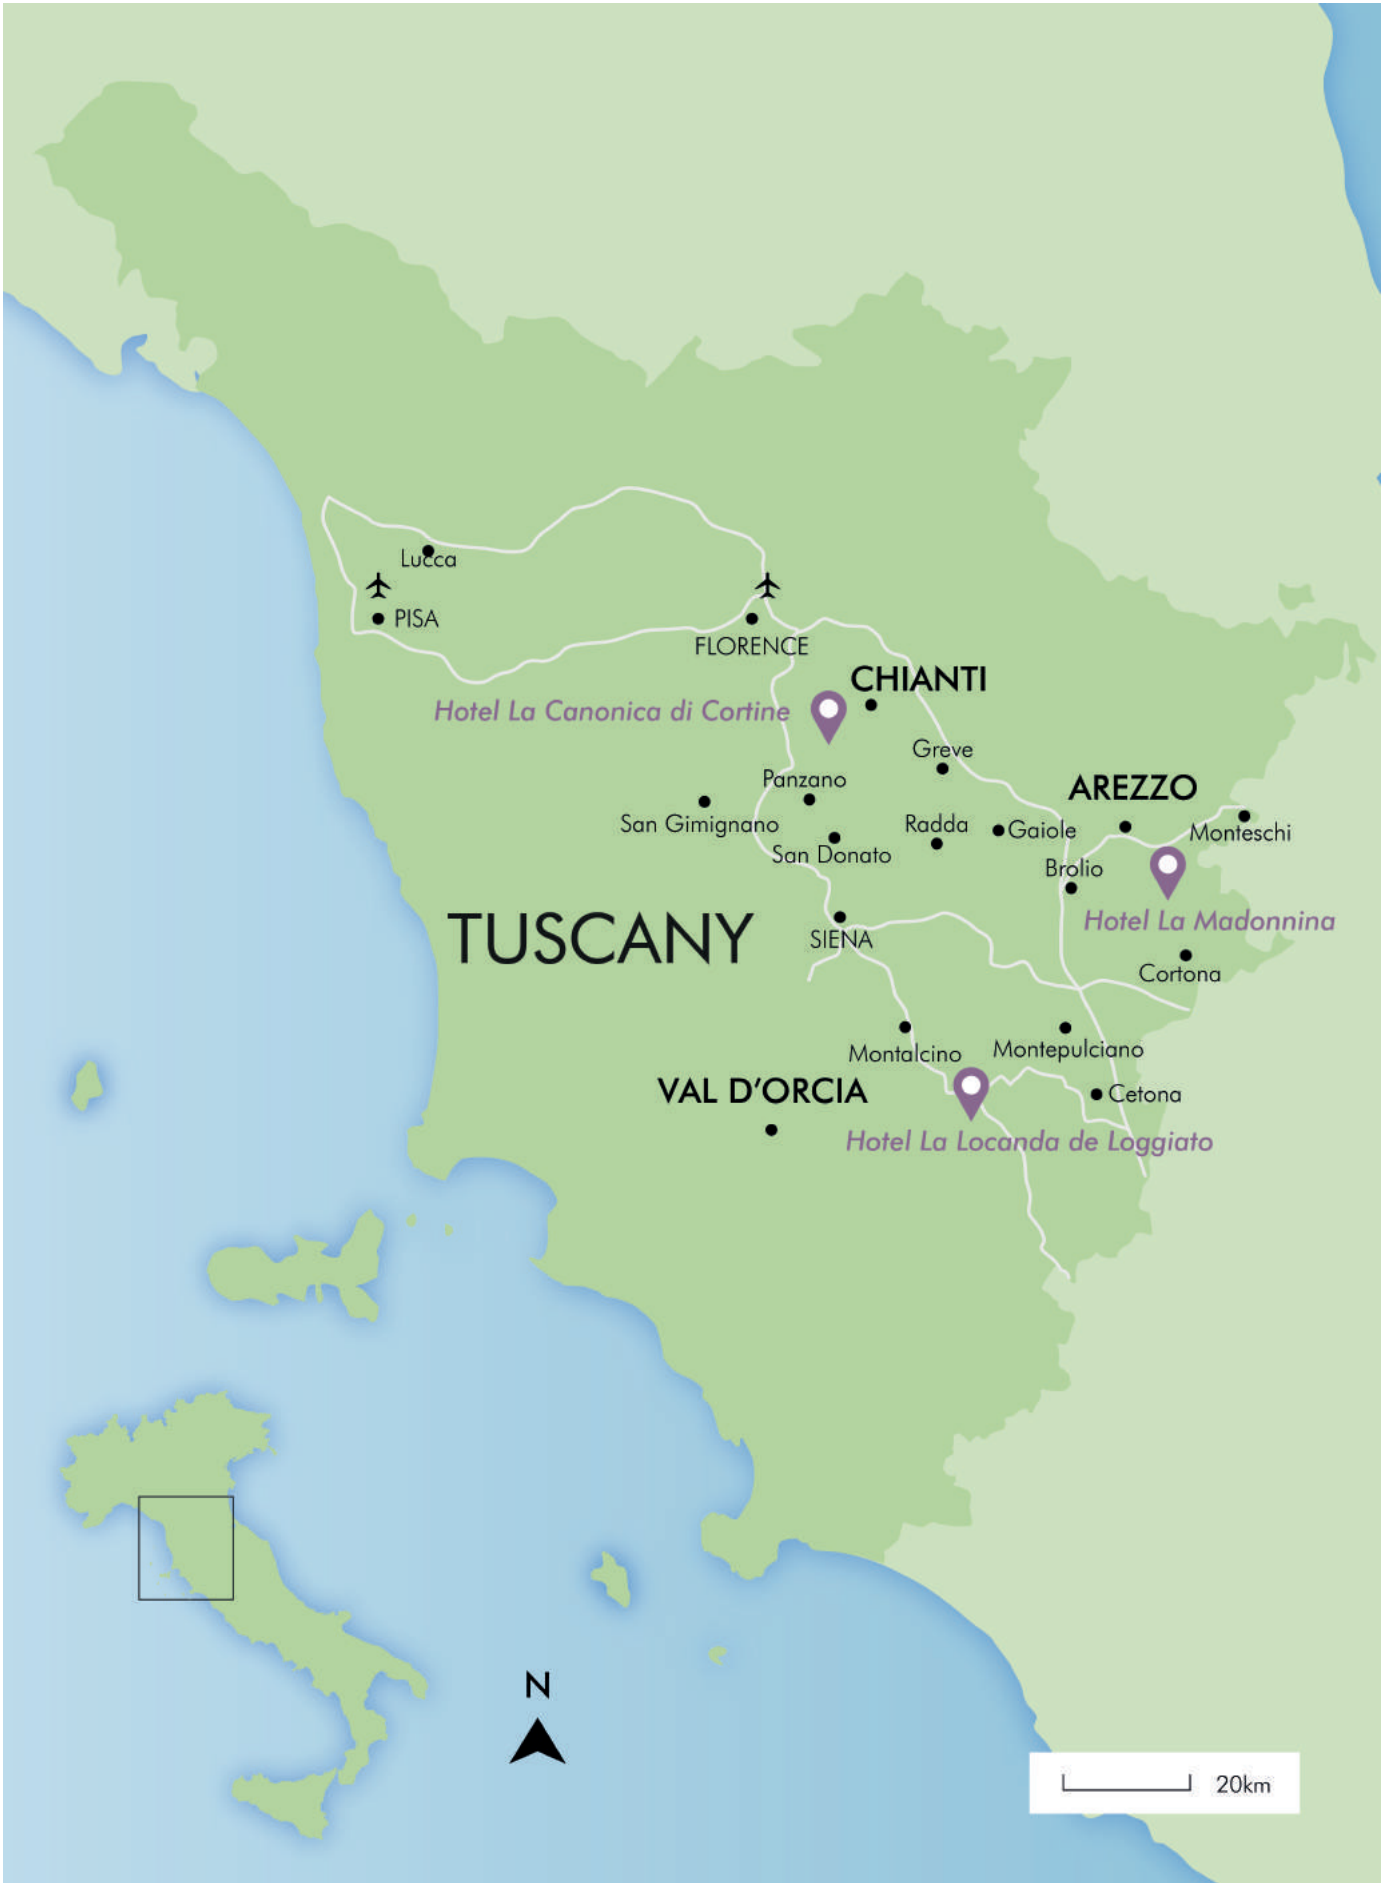 Lucca
PISA
FLORENCE
CHIANTI
Hotel La Canonica di Cortine
Greve
Panzano
AREZZO
San Gimignano
Radda
Gaiole
Monteschi
San Donato
Brolio
Hotel La Madonnina
TUSCANY
SIENA
Cortona
Montalcino
Montepulciano
VAL D'ORCIA
Cetona
Hotel La Locanda de Loggiato
N
20km